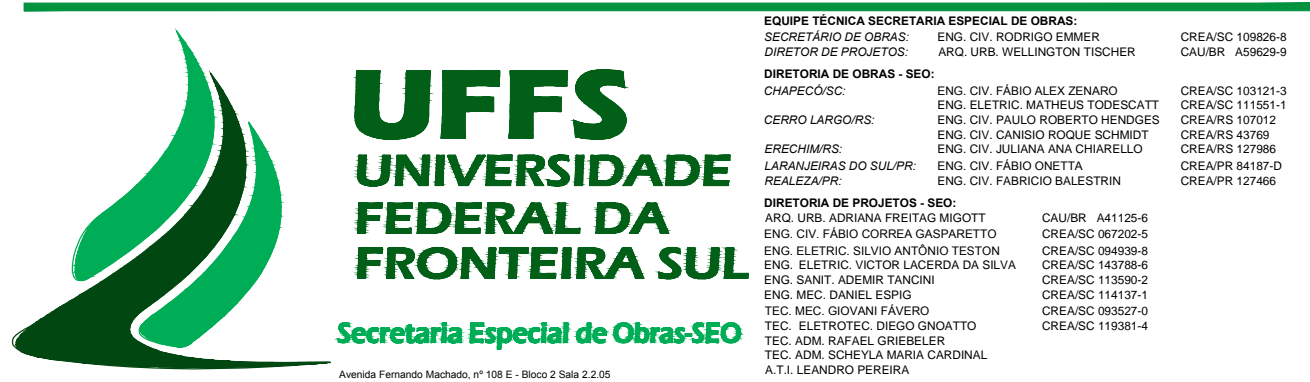 UFFS
UNIVERSIDADE
FEDERAL DA
FRONTEIRA SUL
Secretaria Especial de Obras-SEO
Avenida Fernando Machado, nº 108 E - Bloco 2 Sala 2.2.05
EQUIPE TÉCNICA SECRETARIA ESPECIAL DE OBRAS:
SECRETÁRIO DE OBRAS: ENG. CIV. RODRIGO EMMER CREA/SC 109826-8
DIRETOR DE PROJETOS: ARQ. URB. WELLINGTON TISCHER CAU/BR A59629-9
DIRETORIA DE OBRAS - SEO:
CHAPECÓ/SC: ENG. CIV. FÁBIO ALEX ZENARO CREA/SC 103121-3
ENG. ELETRIC. MATHEUS TODESCATT CREA/SC 111551-1
CERRO LARGO/RS: ENG. CIV. PAULO ROBERTO HENDGES CREA/RS 107012
ENG. CIV. CANISIO ROQUE SCHMIDT CREA/RS 43769
ERECHIM/RS: ENG. CIV. JULIANA ANA CHIARELLO CREA/RS 127986
LARANJEIRAS DO SUL/PR: ENG. CIV. FÁBIO ONETTA CREA/PR 84187-D
REALEZA/PR: ENG. CIV. FABRICIO BALESTRIN CREA/PR 127466
DIRETORIA DE PROJETOS - SEO:
ARQ. URB. ADRIANA FREITAG MIGOTT CAU/BR A41125-6
ENG. CIV. FÁBIO CORREA GASPARETTO CREA/SC 067202-5
ENG. ELETRIC. SILVIO ANTÔNIO TESTON CREA/SC 094939-8
ENG. ELETRIC. VICTOR LACERDA DA SILVA CREA/SC 143788-6
ENG. SANIT. ADEMIR TANCINI CREA/SC 113590-2
ENG. MEC. DANIEL ESPIG CREA/SC 114137-1
TEC. MEC. GIOVANI FÁVERO CREA/SC 093527-0
TEC. ELETROTEC. DIEGO GNOATTO CREA/SC 119381-4
TEC. ADM. RAFAEL GRIEBELER
TEC. ADM. SCHEYLA MARIA CARDINAL
A.T.I. LEANDRO PEREIRA